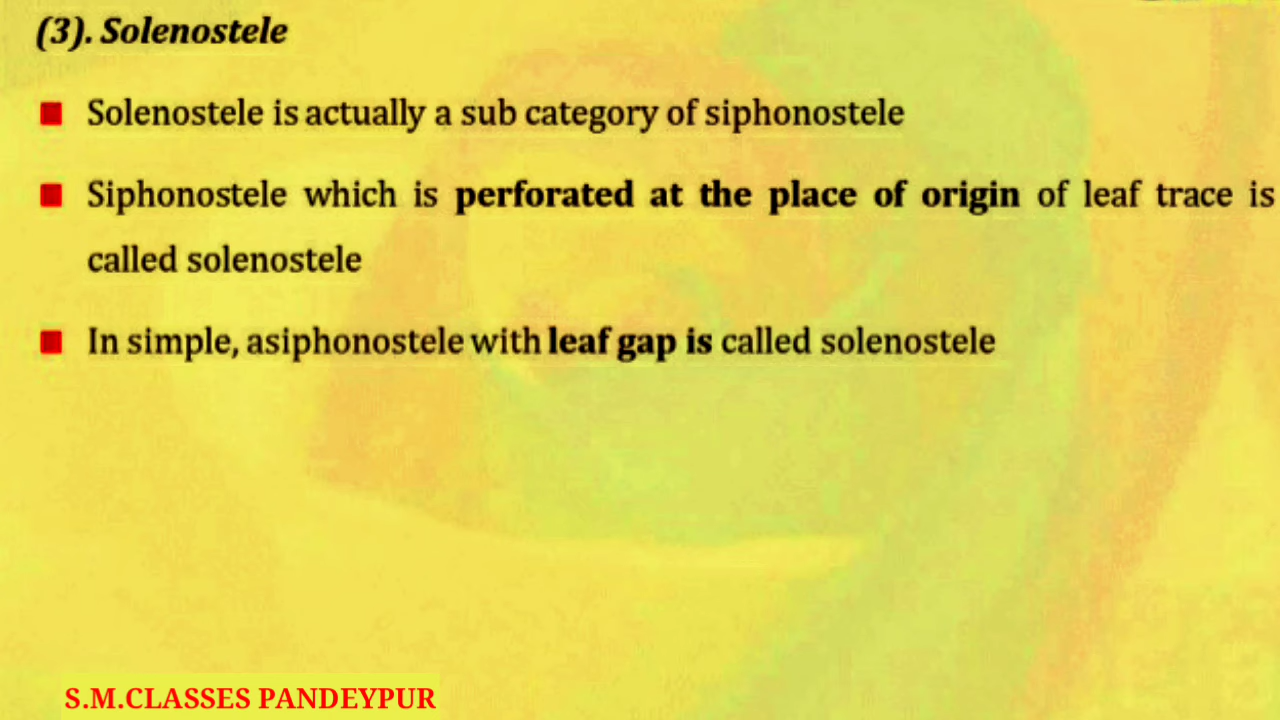 (3). Solenostele
Solenostele is actually a sub category of siphonostele
Siphonostele which is perforated at the place of origin of leaf trace is
called solenostele
In simple, asiphonostele with leaf gap is called solenostele
S.M.CLASSES PANDEYPUR